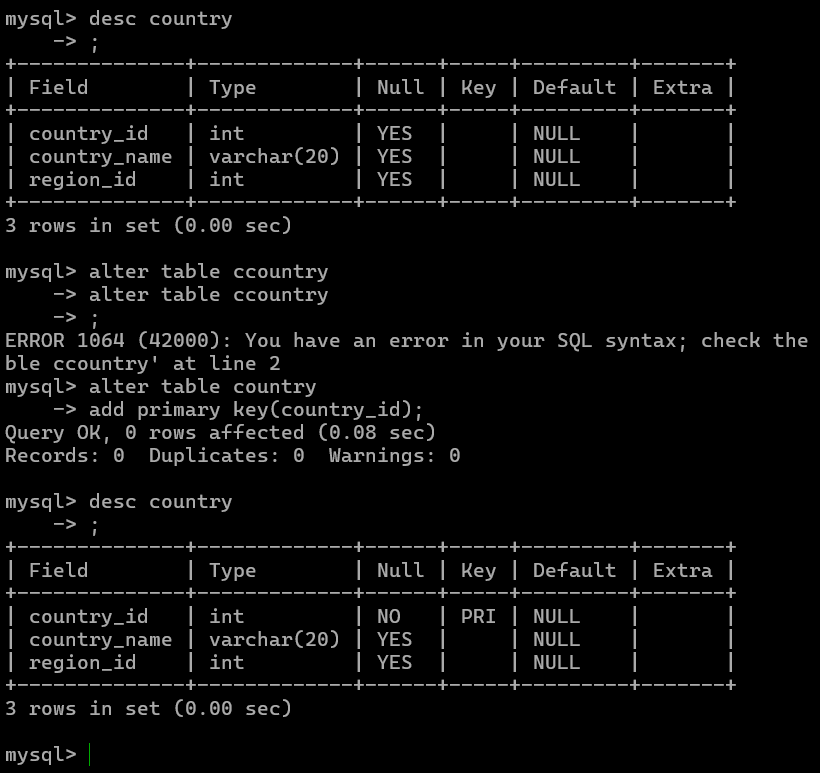 mysql> desc country
    -> ;
+--------------+-------------+------+-----+---------+-------+
| Field        | Type        | Null | Key | Default | Extra |
+--------------+-------------+------+-----+---------+-------+
| country_id   | int         | YES  |     | NULL    |       |
| country_name | varchar(20) | YES  |     | NULL    |       |
| region_id    | int         | YES  |     | NULL    |       |
+--------------+-------------+------+-----+---------+-------+
3 rows in set (0.00 sec)

mysql> alter table ccountry
    -> alter table ccountry
    -> ;
ERROR 1064 (42000): You have an error in your SQL syntax; check the
ble ccountry' at line 2
mysql> alter table country
    -> add primary key(country_id);
Query OK, 0 rows affected (0.08 sec)
Records: 0  Duplicates: 0  Warnings: 0

mysql> desc country
    -> ;
+--------------+-------------+------+-----+---------+-------+
| Field        | Type        | Null | Key | Default | Extra |
+--------------+-------------+------+-----+---------+-------+
| country_id   | int         | NO   | PRI | NULL    |       |
| country_name | varchar(20) | YES  |     | NULL    |       |
| region_id    | int         | YES  |     | NULL    |       |
+--------------+-------------+------+-----+---------+-------+
3 rows in set (0.00 sec)

mysql>